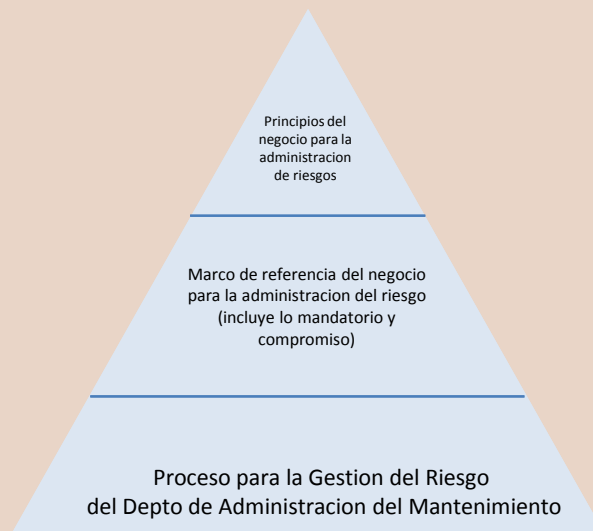 Principios del
negocio para la
administracion
de riesgos
Marco de referencia del negocio
para la administracion del riesgo
(incluye lo mandatorio y
compromiso)
Proceso para la Gestion del Riesgo
del Depto de Administracion del Mantenimiento